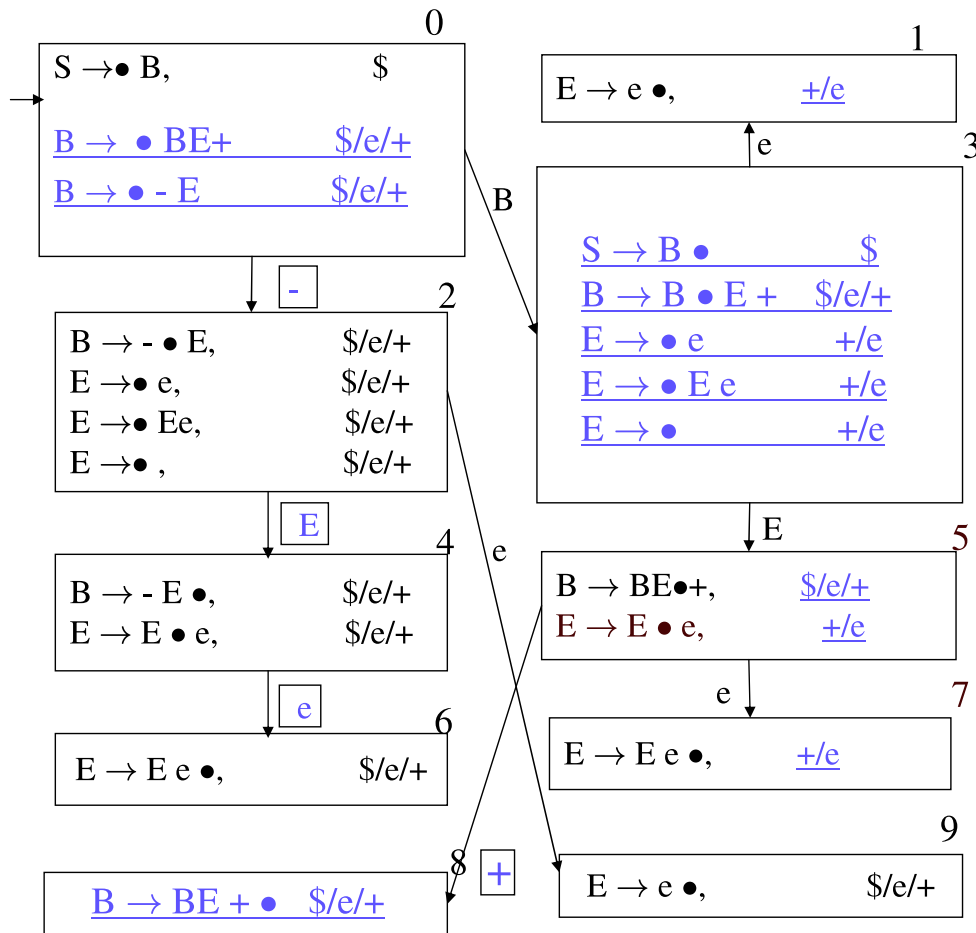 0
S →● B, $
B → ● BE+ $/e/+
B → ● - E $/e/+
1
E → e ●, +/e
e
3
B
S → B ● $
B → B ● E + $/e/+
E → ● e +/e
E → ● E e +/e
E → ● +/e
-
2
B → - ● E, $/e/+
E →● e, $/e/+
E →● Ee, $/e/+
E →● , $/e/+
E
e
E
4
B → - E ●, $/e/+
E → E ● e, $/e/+
5
B → BE●+, $/e/+
E → E ● e, +/e
e
6
E → E e ●, $/e/+
e
7
E → E e ●, +/e
8
+
B → BE + ● $/e/+
9
E → e ●, $/e/+